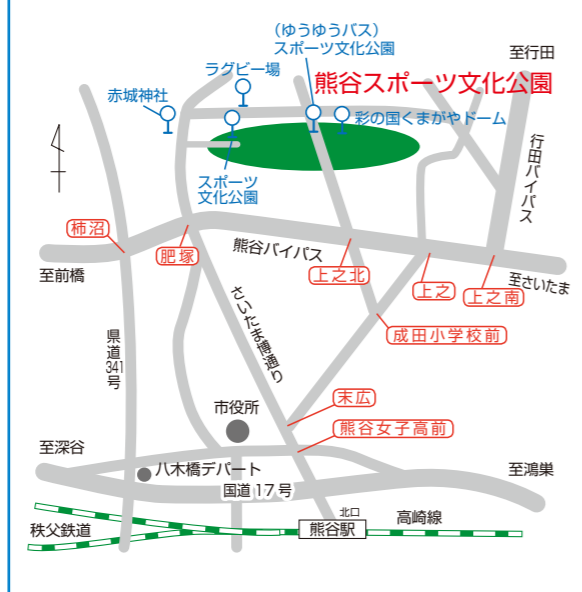 (ゆうゆうバス)
スポーツ文化公園
至行田
ラグビー場
熊谷スポーツ文化公園
赤城神社
彩の国くまがやドーム
行田バイパス
スポーツ
文化公園
柿沼
肥塚
熊谷バイパス
上之北
上之
上之南
至前橋
至さいたま
さいたま博通り
成田小学校前
県道
341
号
末広
市役所
熊谷女子高前
至深谷
八木橋デパート
至鴻巣
国道17号
北口
秩父鉄道
熊谷駅
高崎線